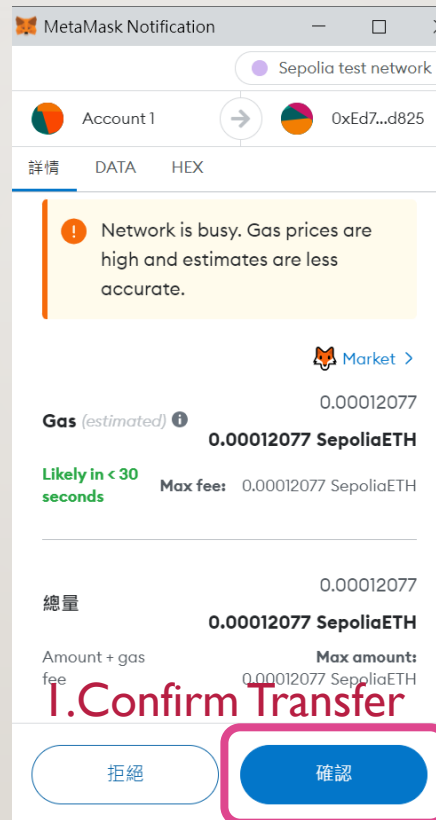 MetaMask Notification
Sepolia test network
Account 1
0xEd7...d825
詳情 DATA HEX
Network is busy. Gas prices are
high and estimates are less
accurate.
Market >
0.00012077
Gas (estimated)
0.00012077 SepoliaETH
Likely in < 30
seconds
Max fee: 0.00012077 SepoliaETH
0.00012077
總量
0.00012077 SepoliaETH
Amount + gas
fee
Max amount:
0.00012077 SepoliaETH
1.Confirm Transfer
拒絕
確認